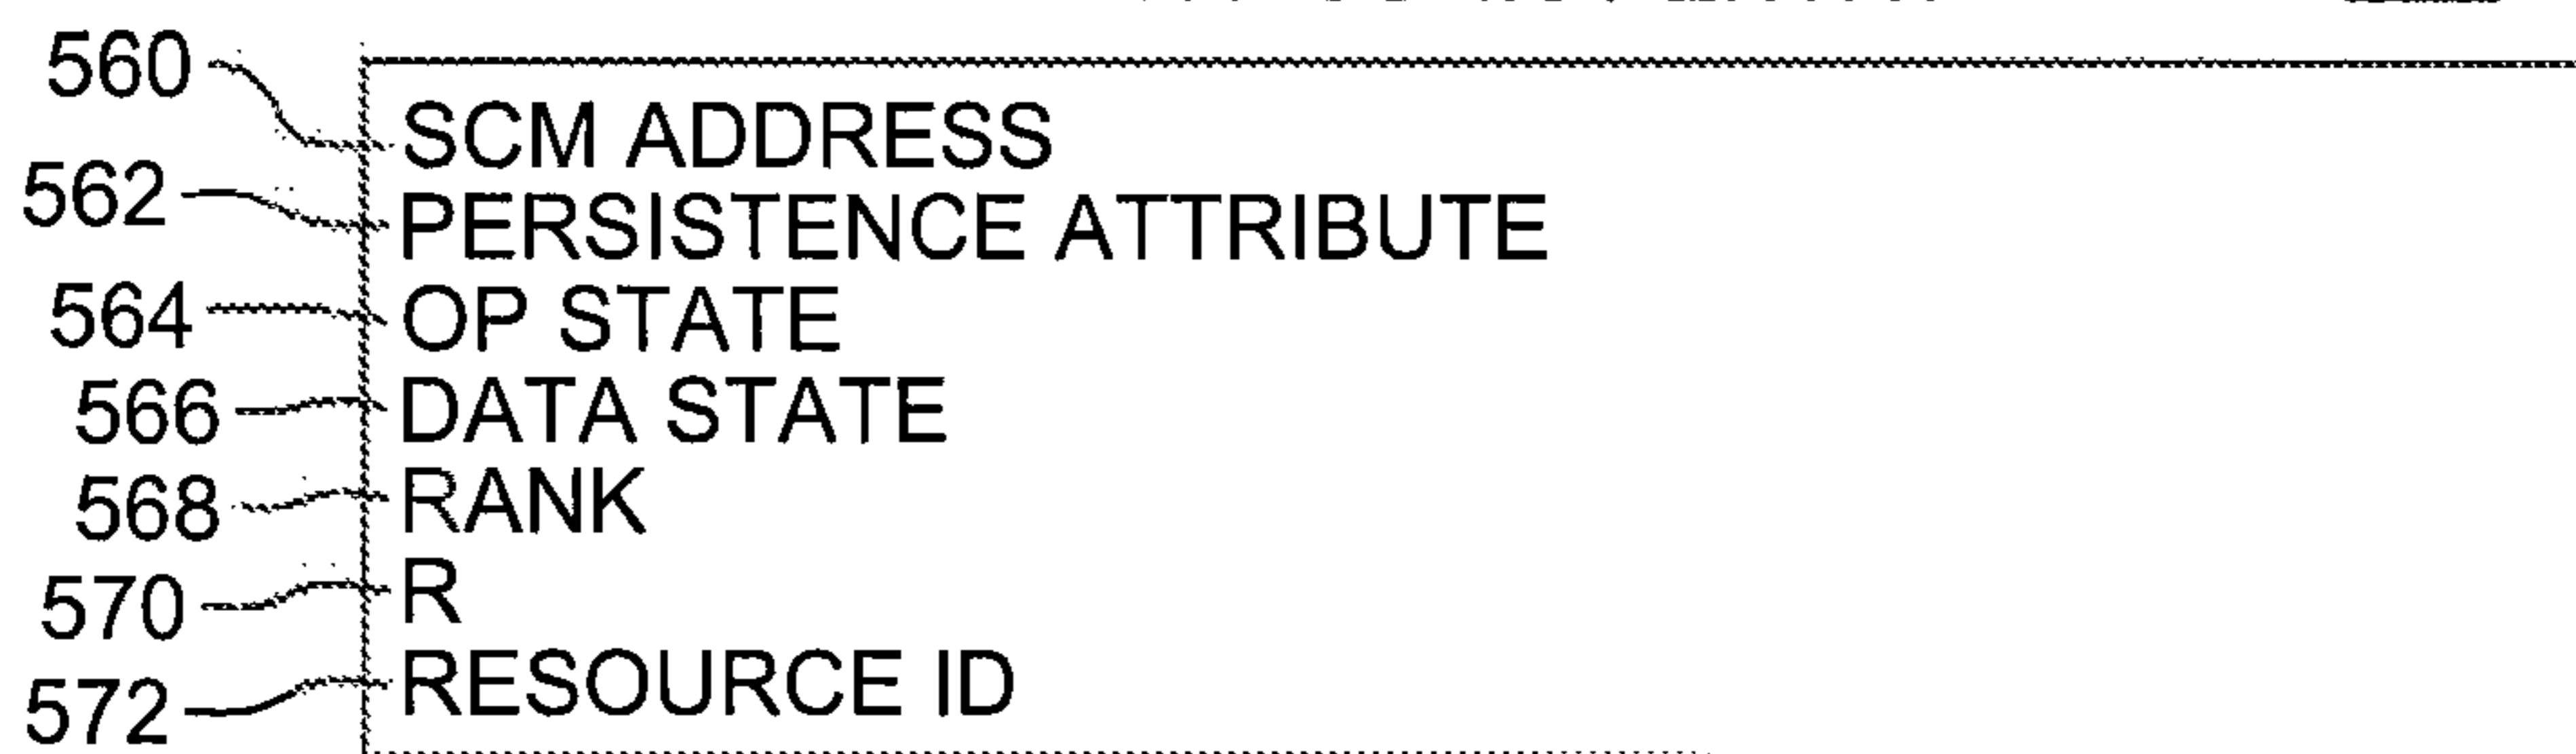 560 SCM ADDRESS
562 PERSISTENCE ATTRIBUTE
564 OP STATE
566 DATA STATE
568 RANK
570 R
572 RESOURCE ID